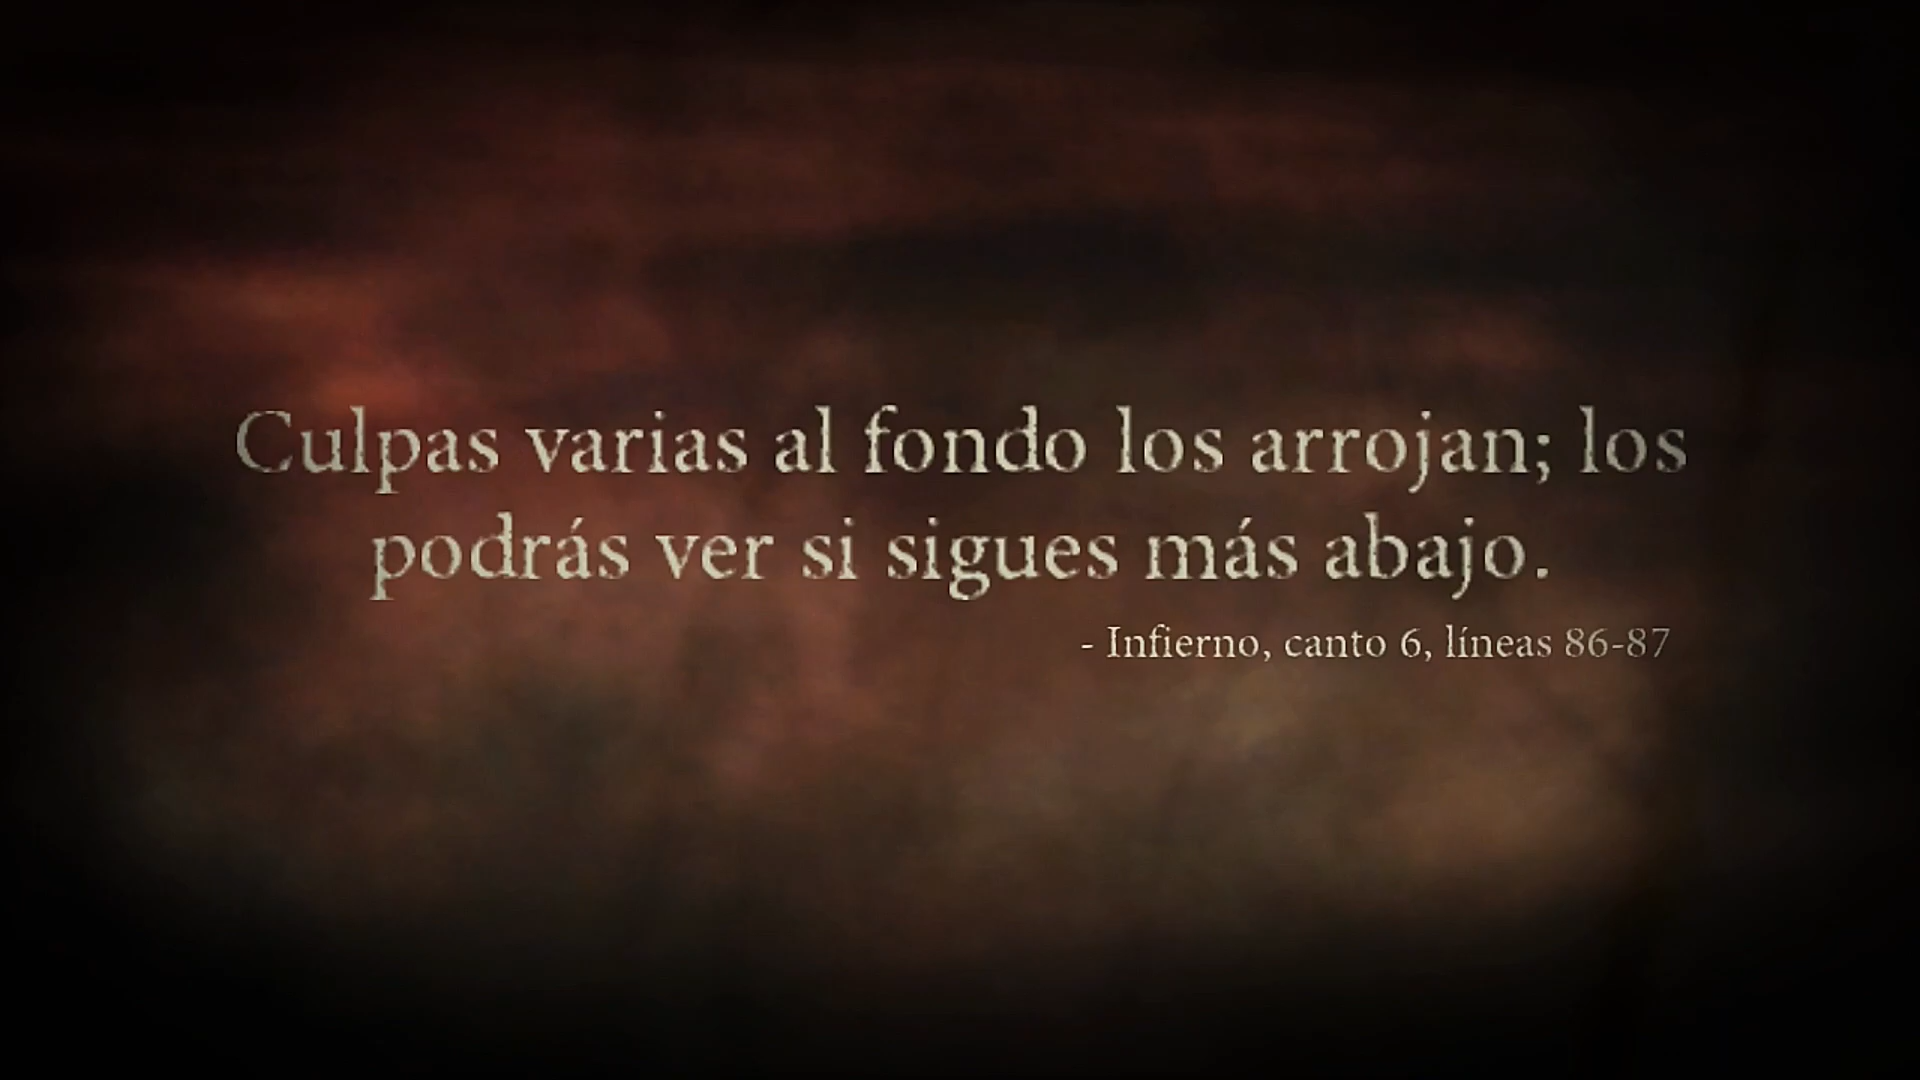 Culpas varias al fondo los arrojan; los
podrás ver si sigues más abajo.
- Infierno, canto 6, líneas 86-87